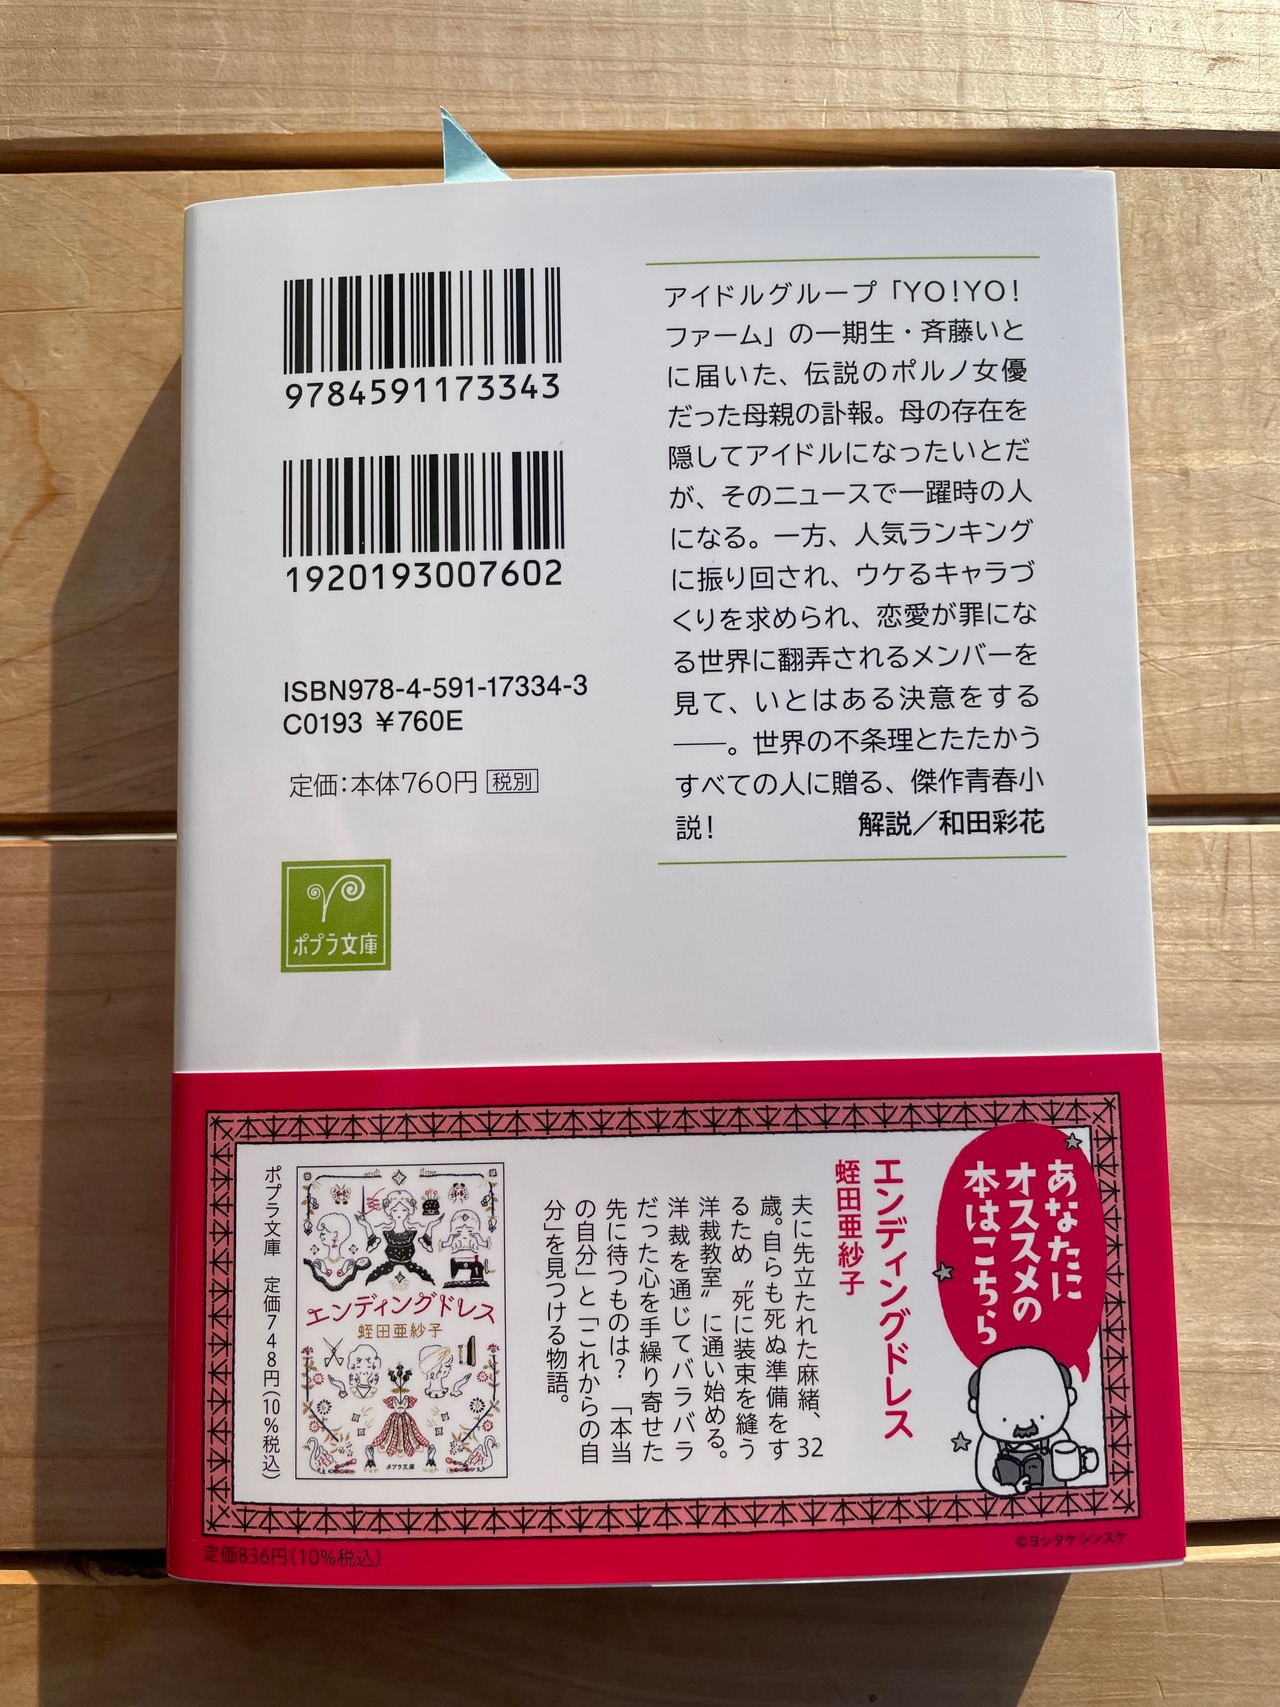 9784591173343
1920193007602
ISBN978-4-591-17334-3
C0193 ¥760E
定価：本体760円 税別
ポプラ文庫
アイドルグループ「YO!YO!
ファーム」の一期生・斉藤いと
に届いた、伝説のポルノ女優
だった母親の訃報。母の存在を
隠してアイドルになったいとだ
が、そのニュースで一躍時の人
になる。一方、人気ランキング
に振り回され、ウケるキャラづ
くりを求められ、恋愛が罪にな
る世界に翻弄されるメンバーを
見て、いとはある決意をする
――。世界の不条理とたたかう
すべての人に贈る、傑作青春小
説！
解説／和田彩花
あなたに
オススメの
本はこちら
エンディングドレス
蛭田亜紗子
夫に先立たれた麻緒、32
歳。自らも死ぬ準備をす
るため〝死に装束を縫う
洋裁教室〟に通い始める。
洋裁を通じてバラバラ
だった心を手繰り寄せた
先に待つものは？「本当
の自分」と「これからの自
分」を見つける物語。
エンディングドレス
蛭田亜紗子
ポプラ文庫
ポプラ文庫 定価748円（10%税込）
定価836円（10%税込）
©ヨシタケシンスケ